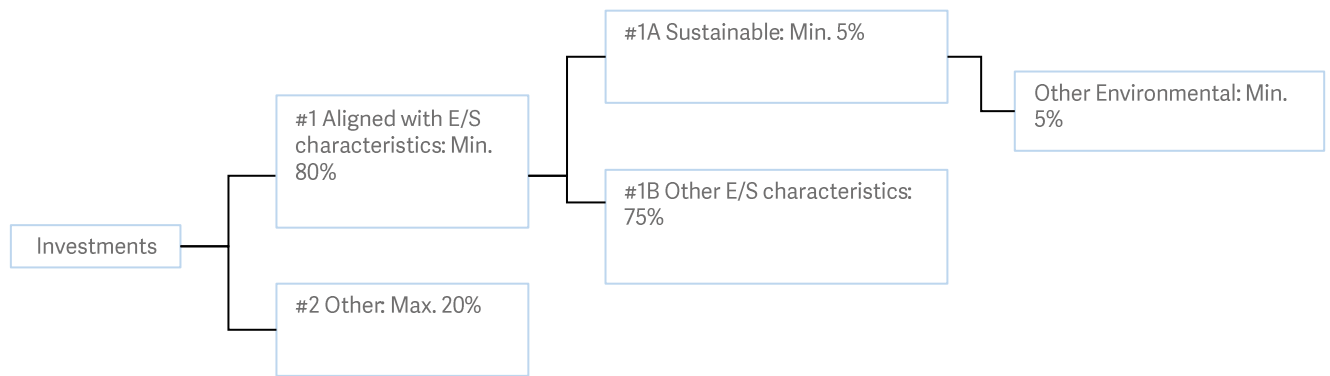 #1A Sustainable: Min. 5%
Other Environmental: Min.
5%
#1 Aligned with E/S
characteristics: Min.
80%
#1B Other E/S characteristics:
75%
Investments
#2 Other: Max. 20%